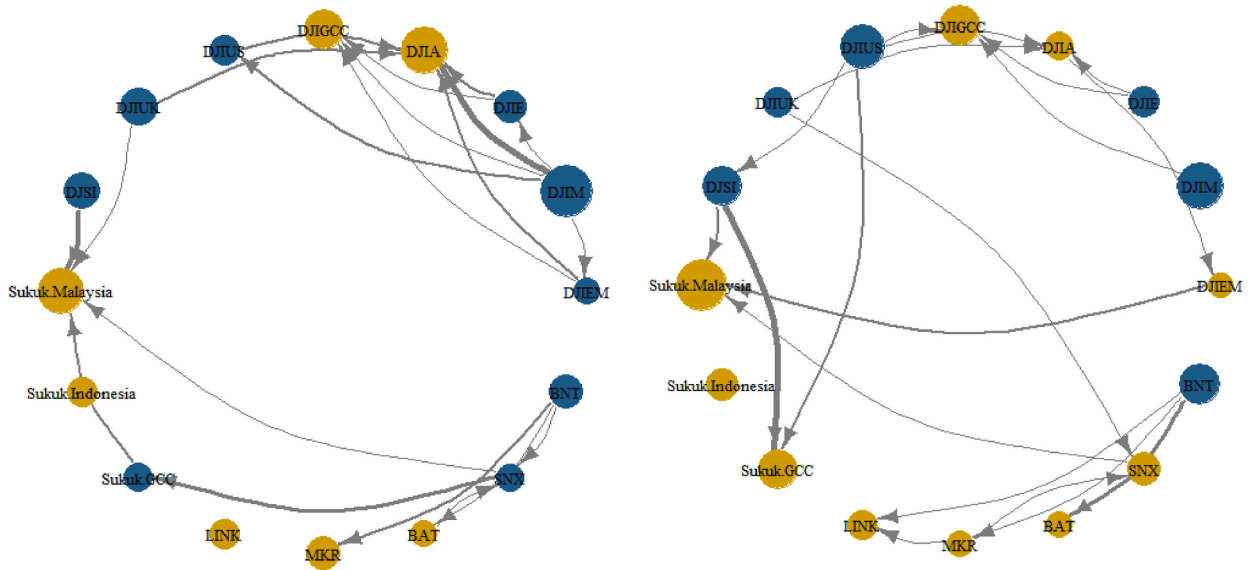 DJIGCC
DJIUS
DJIA
DJIUK
DJIE
DJSI
DJIM
Sukuk.Malaysia
DJIEM
Sukuk.Indonesia
BNT
Sukuk.GCC
SNX
LINK
MKR
BAT
DJIGCC
DJIUS
DJIA
DJIUK
DJIE
DJSI
DJIM
Sukuk.Malaysia
DJIEM
Sukuk.Indonesia
BNT
Sukuk.GCC
SNX
LINK
MKR
BAT